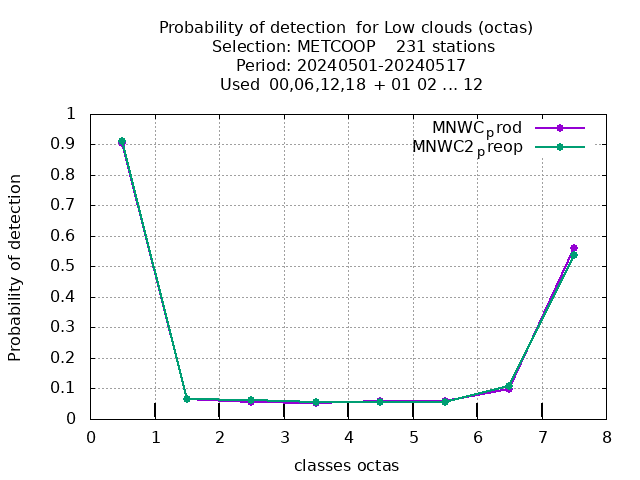 Probability of detection  for Low clouds (octas)
Selection: METCOOP    231 stations
Period: 20240501-20240517
Used  00,06,12,18  + 01 02 ... 12
MNWCprod
MNWC2preop
1
0.9
0.8
0.7
0.6
0.5
0.4
0.3
0.2
0.1
0
Probability of detection
0 1 2 3 4 5 6 7 8
classes octas